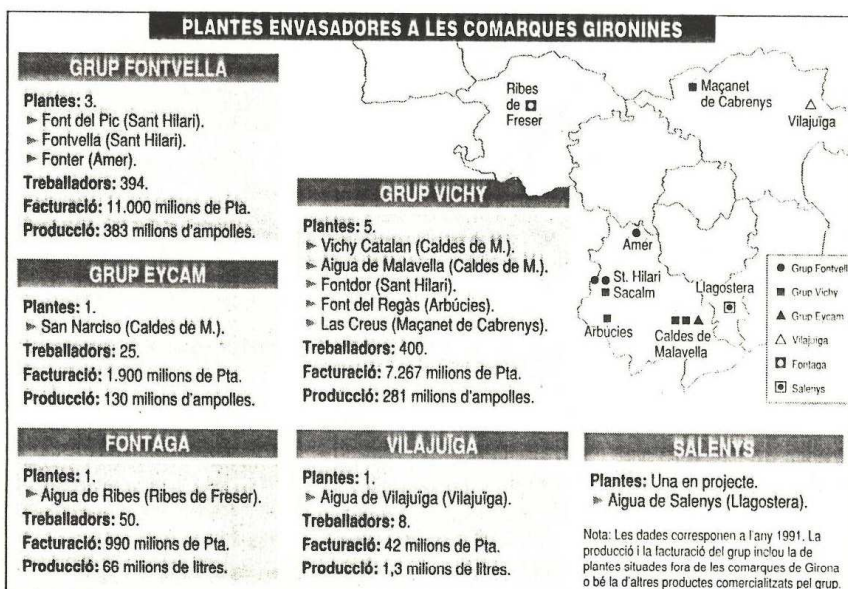 PLANTES ENVASADORES A LES COMARQUES GIRONINES
GRUP FONTVELLA
Plantes: 3.
► Font del Pic (Sant Hilari).
► Fontvella (Sant Hilari).
► Fonter (Amer).
Treballadors: 394.
Facturació: 11.000 milions de Pta.
Producció: 383 milions d'ampolles.
GRUP EYCAM
Plantes: 1.
► San Narciso (Caldes de M.).
Treballadors: 25.
Facturació: 1.900 milions de Pta.
Producció: 130 milions d'ampolles.
GRUP VICHY
Plantes: 5.
► Vichy Catalan (Caldes de M.).
► Aigua de Malavella (Caldes de M.).
► Fontdor (Sant Hilari).
► Font del Regàs (Arbúcies).
► Las Creus (Maçanet de Cabrenys).
Treballadors: 400.
Facturació: 7.267 milions de Pta.
Producció: 281 milions d'ampolles.
Ribes
de
Freser
Maçanet
de Cabrenys
Vilajuïga
Amer
St. Hilari
Sacalm
Arbúcies
Caldes de
Malavella
Llagostera
Grup Fontvell
Grup Vichy
Grup Eycam
Vilajuïga
Fontaga
Salenys
FONTAGA
Plantes: 1.
► Aigua de Ribes (Ribes de Freser).
Treballadors: 50.
Facturació: 990 milions de Pta.
Producció: 66 milions de litres.
VILAJUÏGA
Plantes: 1.
► Aigua de Vilajuïga (Vilajuïga).
Treballadors: 8.
Facturació: 42 milions de Pta.
Producció: 1,3 milions de litres.
SALENYS
Plantes: Una en projecte.
► Aigua de Salenys (Llagostera).
Nota: Les dades corresponen a l'any 1991. La
producció i la facturació del grup inclou la de
plantes situades fora de les comarques de Girona
o bé la d'altres productes comercialitzats pel grup.